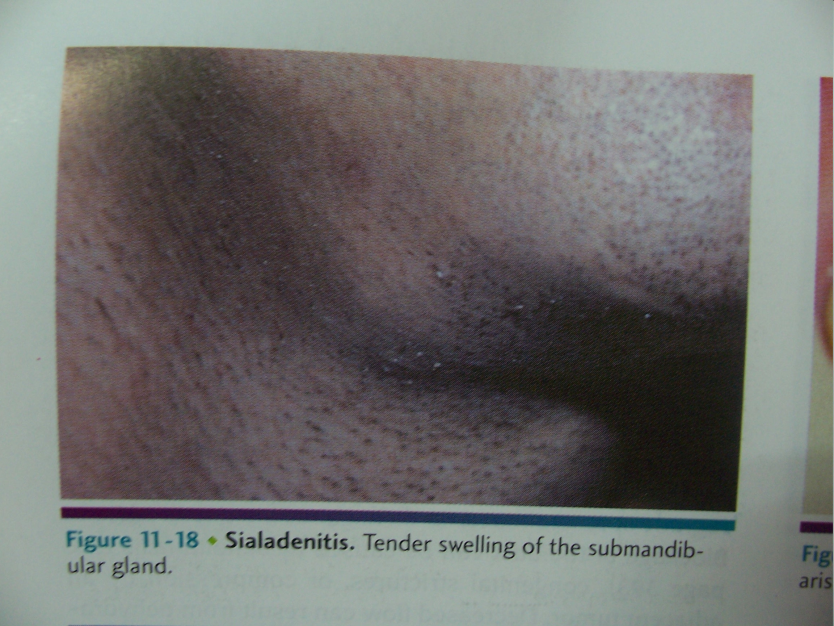 Figure 11-18 • Sialadenitis. Tender swelling of the submandib-
ular gland.
Fig
aris